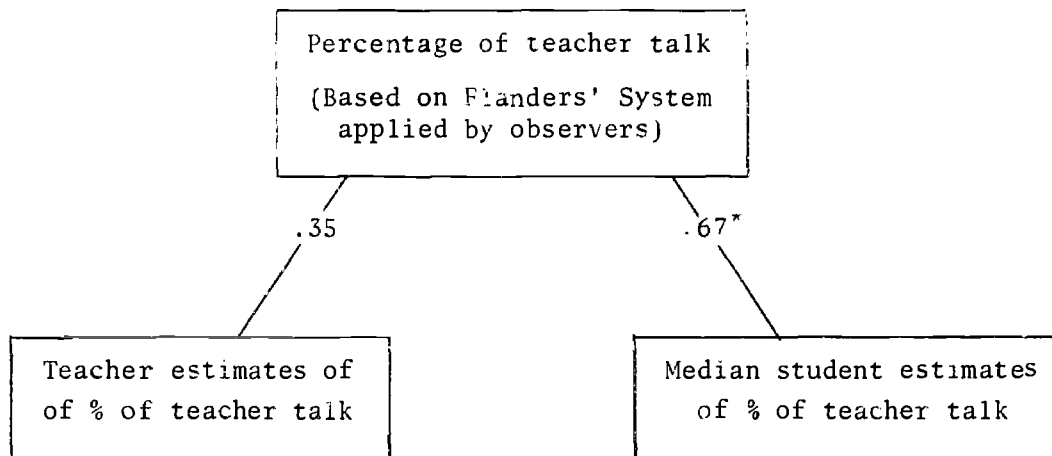 Percentage of teacher talk
(Based on Flanders' System
applied by observers)
.35
.67*
Teacher estimates of
of % of teacher talk
Median student estimates
of % of teacher talk